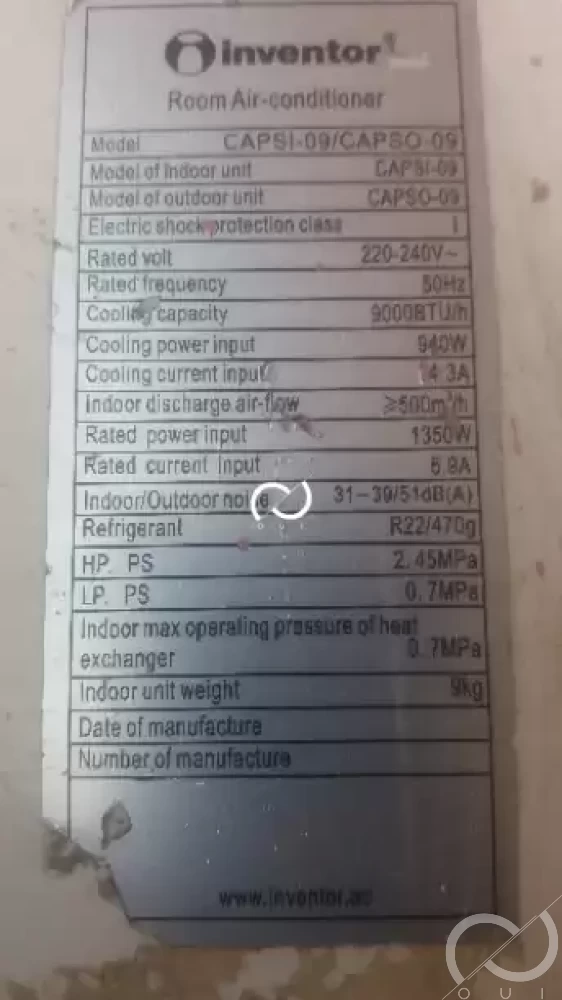 inventor
Room Air-conditioner
Model CAPSI-09/CAPSO-09
Model of indoor unit CAPSI-09
Model of outdoor unit CAPSO-09
Electric shock protection class I
Rated volt 220-240V~
Rated frequency 50Hz
Cooling capacity 9000BTU/h
Cooling power input 940W
Cooling current input 4.3A
Indoor discharge air-flow ≥500m³/h
Rated power input 1350W
Rated current input
Indoor/Outdoor noise 31-39/51dB(A)
Refrigerant R22/470g
HP. PS 2.45MPa
LP. PS 0.7MPa
Indoor max operating pressure of heat
exchanger 0.7MPa
Indoor unit weight 9kg
Date of manufacture
Number of manufacture
www.inventor.ac
OUI
OUI